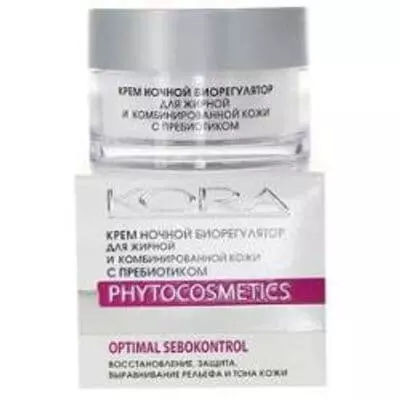 КРЕМ НОЧНОЙ БИОРЕГУЛЯТОР
ДЛЯ ЖИРНОЙ
И КОМБИНИРОВАННОЙ КОЖИ
С ПРЕБИОТИКОМ
KORA
КРЕМ НОЧНОЙ БИОРЕГУЛЯТОР
ДЛЯ ЖИРНОЙ
И КОМБИНИРОВАННОЙ КОЖИ
С ПРЕБИОТИКОМ
PHYTOCOSMETICS
OPTIMAL SEBOKONTROL
ВОССТАНОВЛЕНИЕ, ЗАЩИТА,
ВЫРАВНИВАНИЕ РЕЛЬЕФА И ТОНА КОЖИ